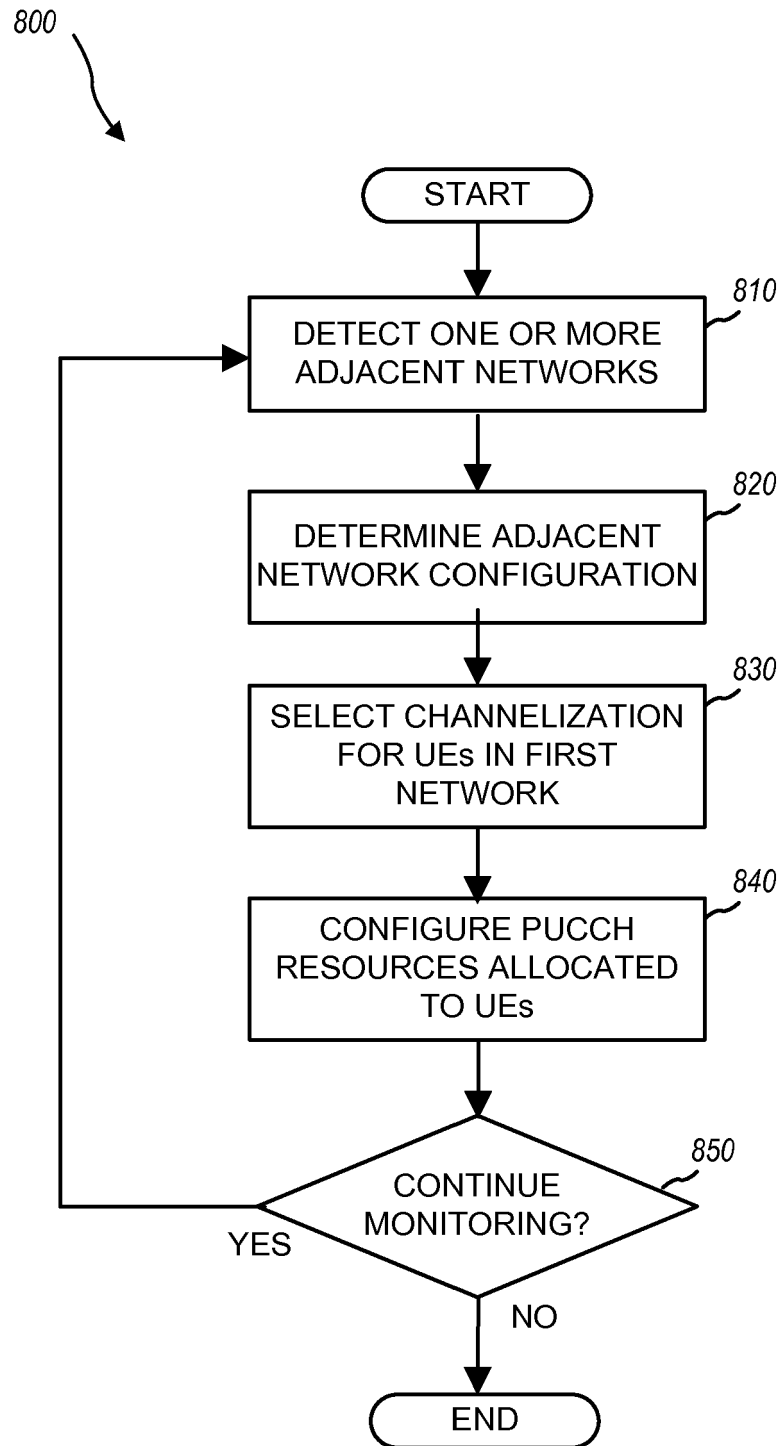 800
START
810
DETECT ONE OR MORE
ADJACENT NETWORKS
820
DETERMINE ADJACENT
NETWORK CONFIGURATION
830
SELECT CHANNELIZATION
FOR UEs IN FIRST
NETWORK
840
CONFIGURE PUCCH
RESOURCES ALLOCATED
TO UEs
850
CONTINUE
MONITORING?
YES
NO
END